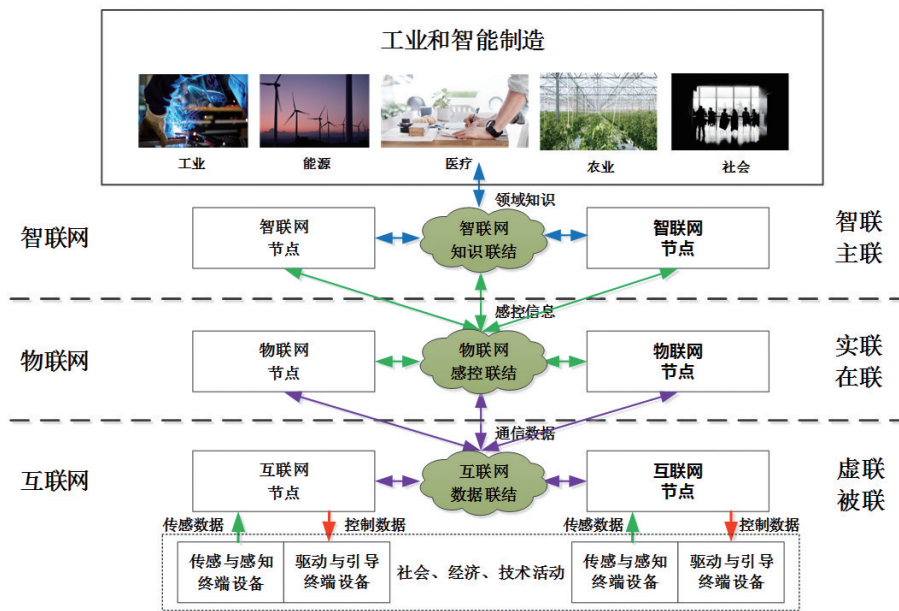 工业和智能制造
工业
能源
医疗
农业
社会
领域知识
智联网
智联网
节点
智联网
知识联结
智联网
节点
智联
主联
感控信息
物联网
物联网
节点
物联网
感控联结
物联网
节点
实联
在联
通信数据
互联网
互联网
节点
互联网
数据联结
互联网
节点
虚联
被联
传感数据
控制数据
传感数据
控制数据
传感与感知
终端设备
驱动与引导
终端设备
社会、经济、技术活动
传感与感知
终端设备
驱动与引导
终端设备